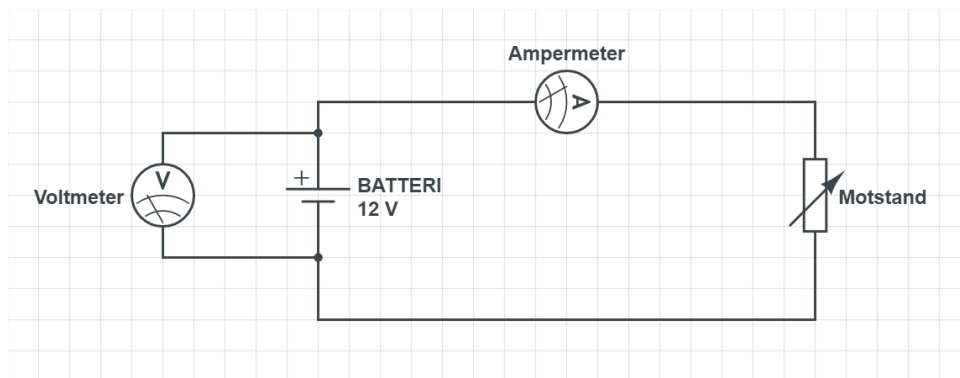 Ampermeter
A
V
Voltmeter
+
BATTERI
12 V
Motstand